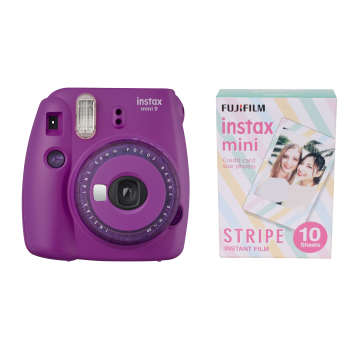 instax
mini 9
FUJIFILM
instax
mini
Credit card
size photos
STRIPE
INSTANT FILM
10
Sheets